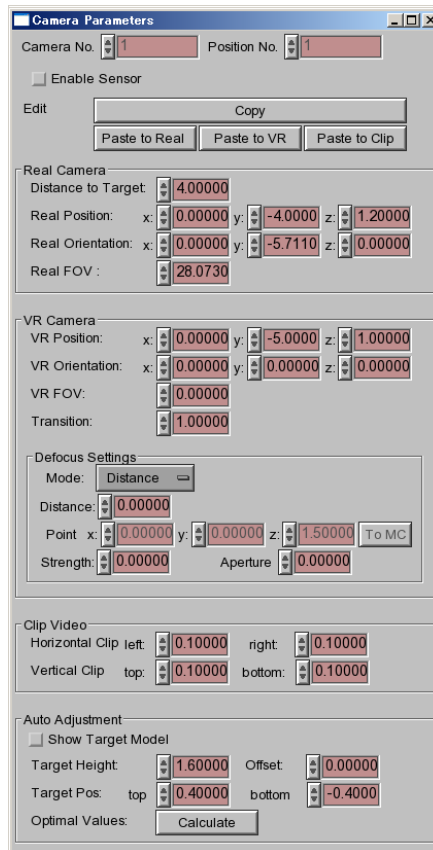 Camera Parameters
Camera No. 1 Position No. 1
Enable Sensor
Edit Copy
Paste to Real Paste to VR Paste to Clip
Real Camera
Distance to Target: 4.00000
Real Position: x: 0.00000 y: -4.0000 z: 1.20000
Real Orientation: x: 0.00000 y: -5.7110 z: 0.00000
Real FOV : 28.0730
VR Camera
VR Position: x: 0.00000 y: -5.0000 z: 1.00000
VR Orientation: x: 0.00000 y: 0.00000 z: 0.00000
VR FOV: 0.00000
Transition: 1.00000
Defocus Settings
Mode: Distance
Distance: 0.00000
Point x: 0.00000 y: 0.00000 z: 1.50000 To MC
Strength: 0.00000 Aperture 0.00000
Clip Video
Horizontal Clip left: 0.10000 right: 0.10000
Vertical Clip top: 0.10000 bottom: 0.10000
Auto Adjustment
Show Target Model
Target Height: 1.60000 Offset: 0.00000
Target Pos: top 0.40000 bottom -0.4000
Optimal Values: Calculate